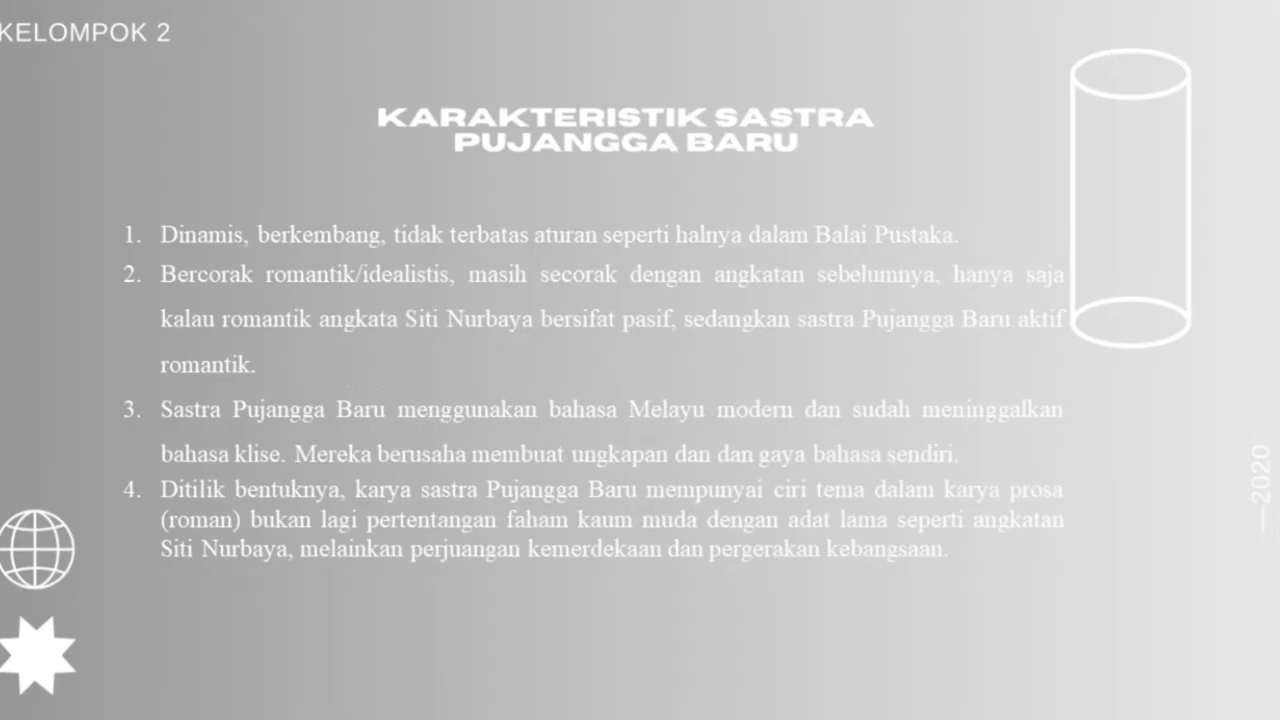 KELOMPOK 2
KARAKTERISTIK SASTRA
PUJANGGA BARU
1. Dinamis, berkembang, tidak terbatas aturan seperti halnya dalam Balai Pustaka.
2. Bercorak romantik/idealistis, masih secorak dengan angkatan sebelumnya, hanya saja
kalau romantik angkata Siti Nurbaya bersifat pasif, sedangkan sastra Pujangga Baru aktif
romantik.
3. Sastra Pujangga Baru menggunakan bahasa Melayu modern dan sudah meninggalkan
bahasa klise. Mereka berusaha membuat ungkapan dan dan gaya bahasa sendiri.
4. Ditilik bentuknya, karya sastra Pujangga Baru mempunyai ciri tema dalam karya prosa
(roman) bukan lagi pertentangan faham kaum muda dengan adat lama seperti angkatan
Siti Nurbaya, melainkan perjuangan kemerdekaan dan pergerakan kebangsaan.
—2020